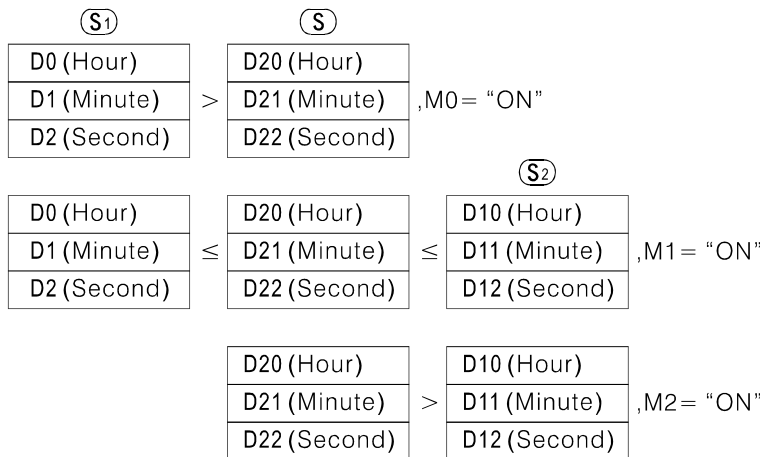 S1 S
D0 (Hour) D20 (Hour)
D1 (Minute) > D21 (Minute) ,M0= “ON”
D2 (Second) D22 (Second)
S2
D0 (Hour) D20 (Hour) D10 (Hour)
D1 (Minute) ≤ D21 (Minute) ≤ D11 (Minute) ,M1= “ON”
D2 (Second) D22 (Second) D12 (Second)
D20 (Hour) D10 (Hour)
D21 (Minute) > D11 (Minute) ,M2= “ON”
D22 (Second) D12 (Second)